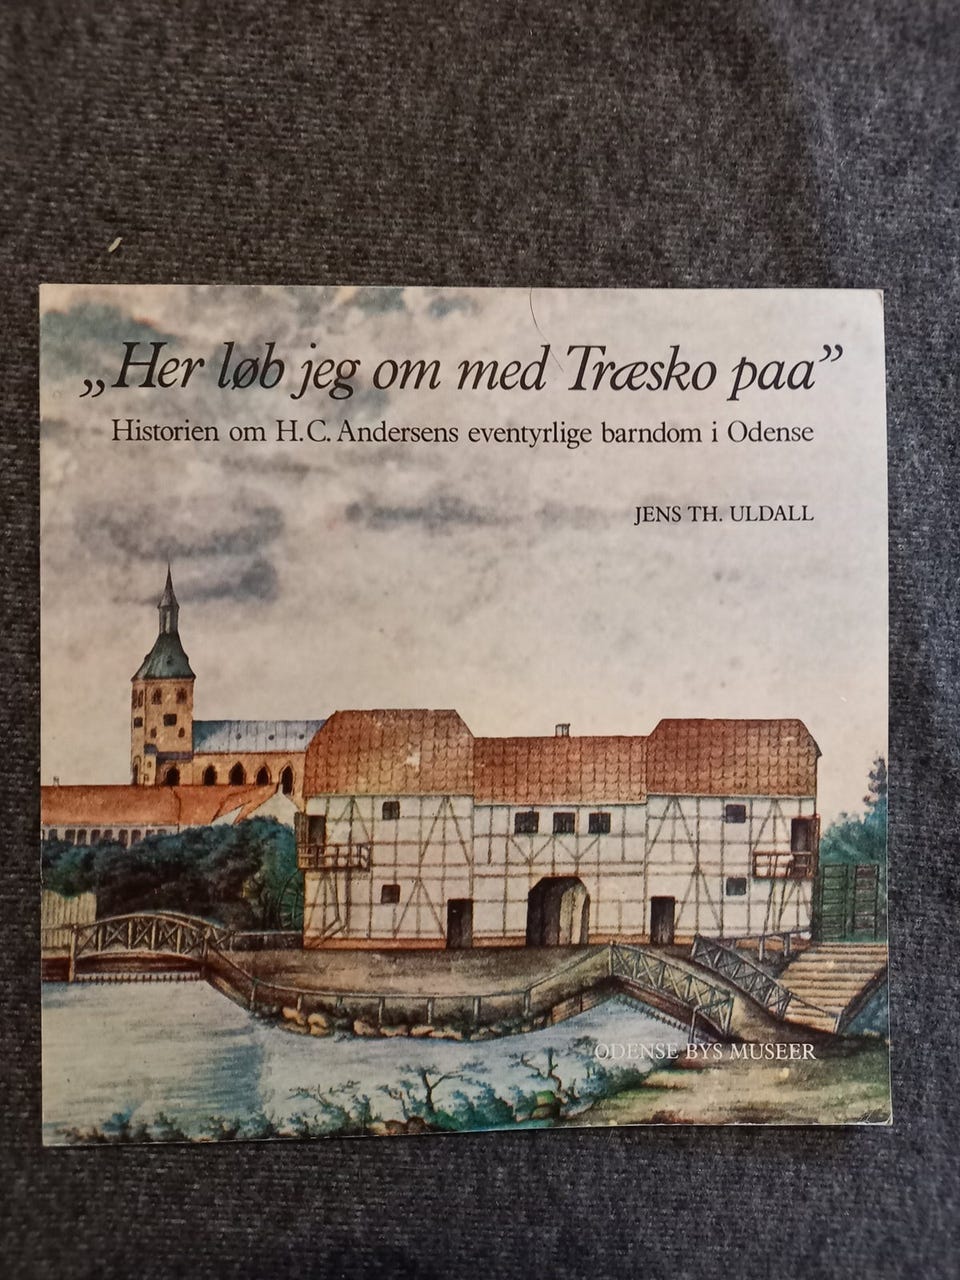 „Her løb jeg om med Træsko paa”
Historien om H.C. Andersens eventyrlige barndom i Odense
JENS TH. ULDALL
ODENSE BYS MUSEER